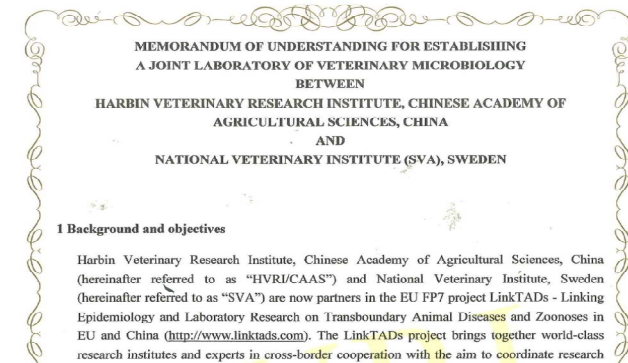 MEMORANDUM OF UNDERSTANDING FOR ESTABLISHING
A JOINT LABORATORY OF VETERINARY MICROBIOLOGY
BETWEEN
HARBIN VETERINARY RESEARCH INSTITUTE, CHINESE ACADEMY OF
AGRICULTURAL SCIENCES, CHINA
AND
NATIONAL VETERINARY INSTITUTE (SVA), SWEDEN
1 Background and objectives
Harbin Veterinary Research Institute, Chinese Academy of Agricultural Sciences, China
(hereinafter referred to as “HVRI/CAAS”) and National Veterinary Institute, Sweden
(hereinafter referred to as “SVA”) are now partners in the EU FP7 project LinkTADs - Linking
Epidemiology and Laboratory Research on Transboundary Animal Diseases and Zoonoses in
EU and China (http://www.linktads.com). The LinkTADs project brings together world-class
research institutes and experts in cross-border cooperation with the aim to coordinate research